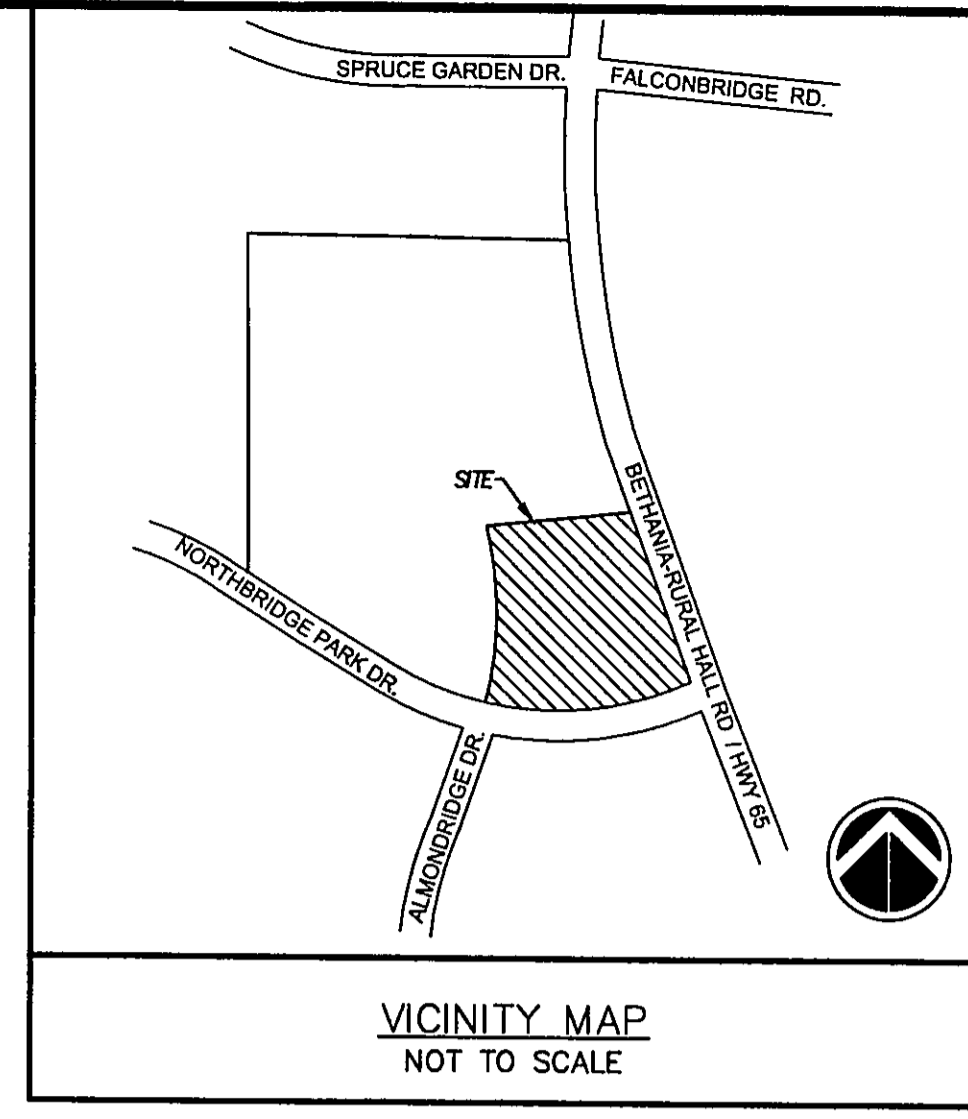 SPRUCE GARDEN DR.
FALCONBRIDGE RD.
SITE
BETHANIA-RURAL HALL RD / HWY 65
NORTHBRIDGE PARK DR.
ALMONDRIDGE DR.
VICINITY MAP
NOT TO SCALE